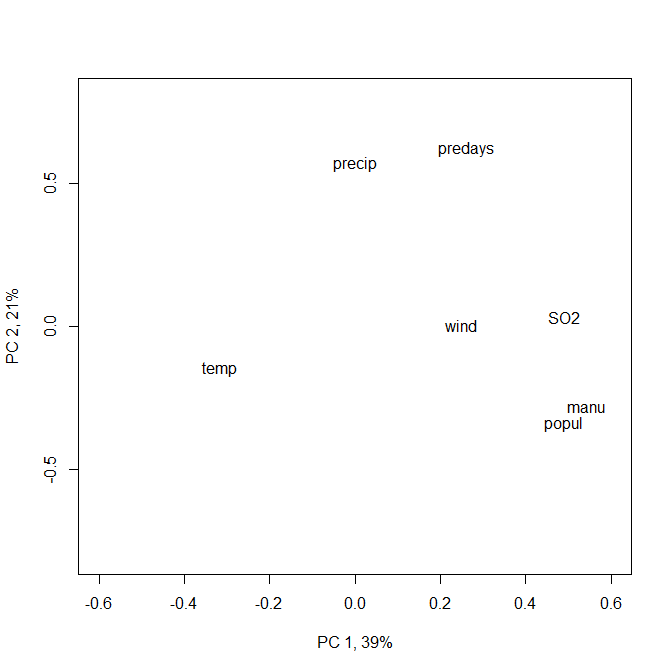 predays
precip
0.5
SO2
0.0
wind
temp
manu
popul
-0.5
PC 2, 21%
-0.6 -0.4 -0.2 0.0 0.2 0.4 0.6
PC 1, 39%